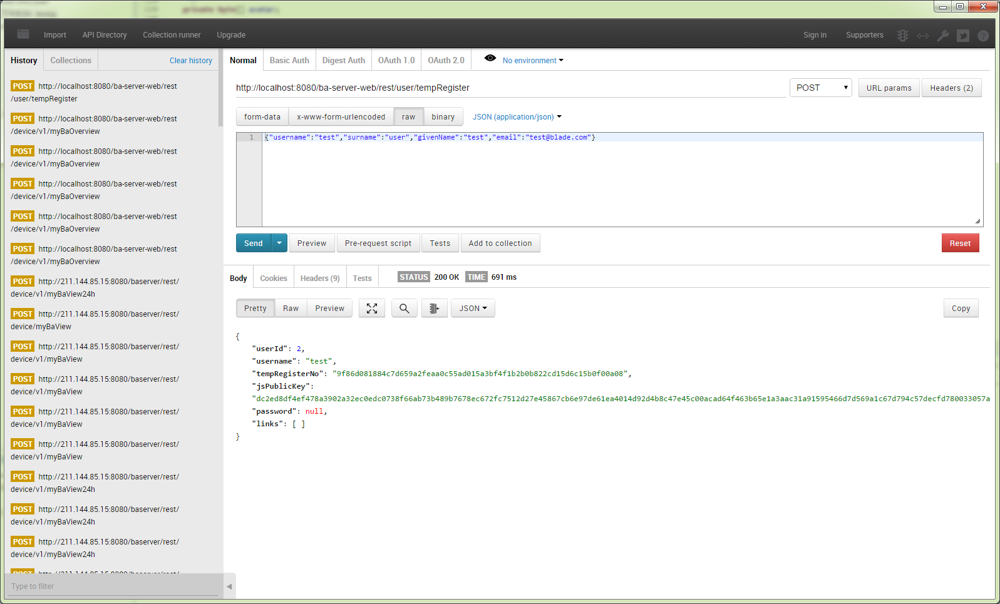 private byte[] avatar;
Import API Directory Collection runner Upgrade Sign in Supporters
History Collections Clear history
POST http://localhost:8080/ba-server-web/rest
/user/tempRegister
POST http://localhost:8080/ba-server-web/rest
/device/v1/myBaOverview
POST http://localhost:8080/ba-server-web/rest
/device/v1/myBaOverview
POST http://localhost:8080/ba-server-web/rest
/device/v1/myBaOverview
POST http://localhost:8080/ba-server-web/rest
/device/v1/myBaOverview
POST http://localhost:8080/ba-server-web/rest
/device/v1/myBaOverview
POST http://211.144.85.15:8080/baserver/rest/
device/v1/myBaView24h
POST http://211.144.85.15:8080/baserver/rest/
device/myBaView
POST http://211.144.85.15:8080/baserver/rest/
device/v1/myBaView
POST http://211.144.85.15:8080/baserver/rest/
device/v1/myBaView
POST http://211.144.85.15:8080/baserver/rest/
device/v1/myBaView
POST http://211.144.85.15:8080/baserver/rest/
device/v1/myBaView
POST http://211.144.85.15:8080/baserver/rest/
device/v1/myBaView24h
POST http://211.144.85.15:8080/baserver/rest/
device/v1/myBaView24h
POST http://211.144.85.15:8080/baserver/rest/
device/v1/myBaView24h
POST http://211.144.85.15:8080/baserver/rest/
Type to filter
Normal Basic Auth Digest Auth OAuth 1.0 OAuth 2.0 No environment
http://localhost:8080/ba-server-web/rest/user/tempRegister POST URL params Headers (2)
form-data x-www-form-urlencoded raw binary JSON (application/json)
1 {"username":"test","surname":"user","givenName":"test","email":"test@blade.com"}
Send Preview Pre-request script Tests Add to collection Reset
Body Cookies Headers (9) Tests STATUS 200 OK TIME 691 ms
Pretty Raw Preview JSON Copy
{
"userId": 2,
"username": "test",
"tempRegisterNo": "9f86d081884c7d659a2feaa0c55ad015a3bf4f1b2b0b822cd15d6c15b0f00a08",
"jsPublicKey":
"dc2ed8df4ef478a3902a32ec0edc0738f66ab73b489b7678ec672fc7512d27e45867cb6e97de61ea4014d92d4b8c47e45c00acad64f463b65e1a3aac31a91595466d7d569a1c67d794c57decfd780033057a
"password": null,
"links": [ ]
}